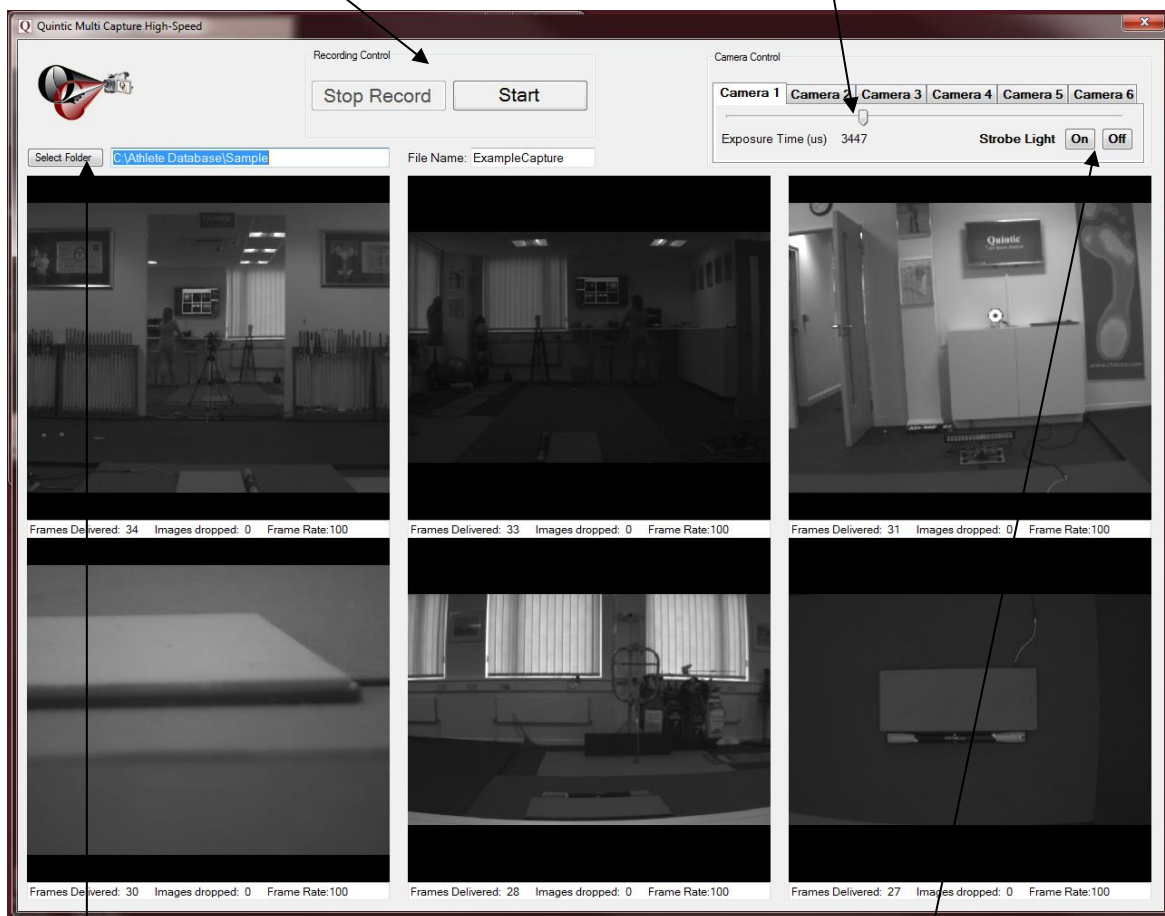 Quintic Multi Capture High-Speed
Recording Control
Stop Record Start
Camera Control
Camera 1 Camera 2 Camera 3 Camera 4 Camera 5 Camera 6
Exposure Time (us) 3447 Strobe Light On Off
Select Folder C:\Athlete Database\Sample File Name: ExampleCapture
Quintic
Quintic
Frames Delivered: 34 Images dropped: 0 Frame Rate:100
Frames Delivered: 33 Images dropped: 0 Frame Rate:100
Frames Delivered: 31 Images dropped: 0 Frame Rate:100
Frames Delivered: 30 Images dropped: 0 Frame Rate:100
Frames Delivered: 28 Images dropped: 0 Frame Rate:100
Frames Delivered: 27 Images dropped: 0 Frame Rate:100